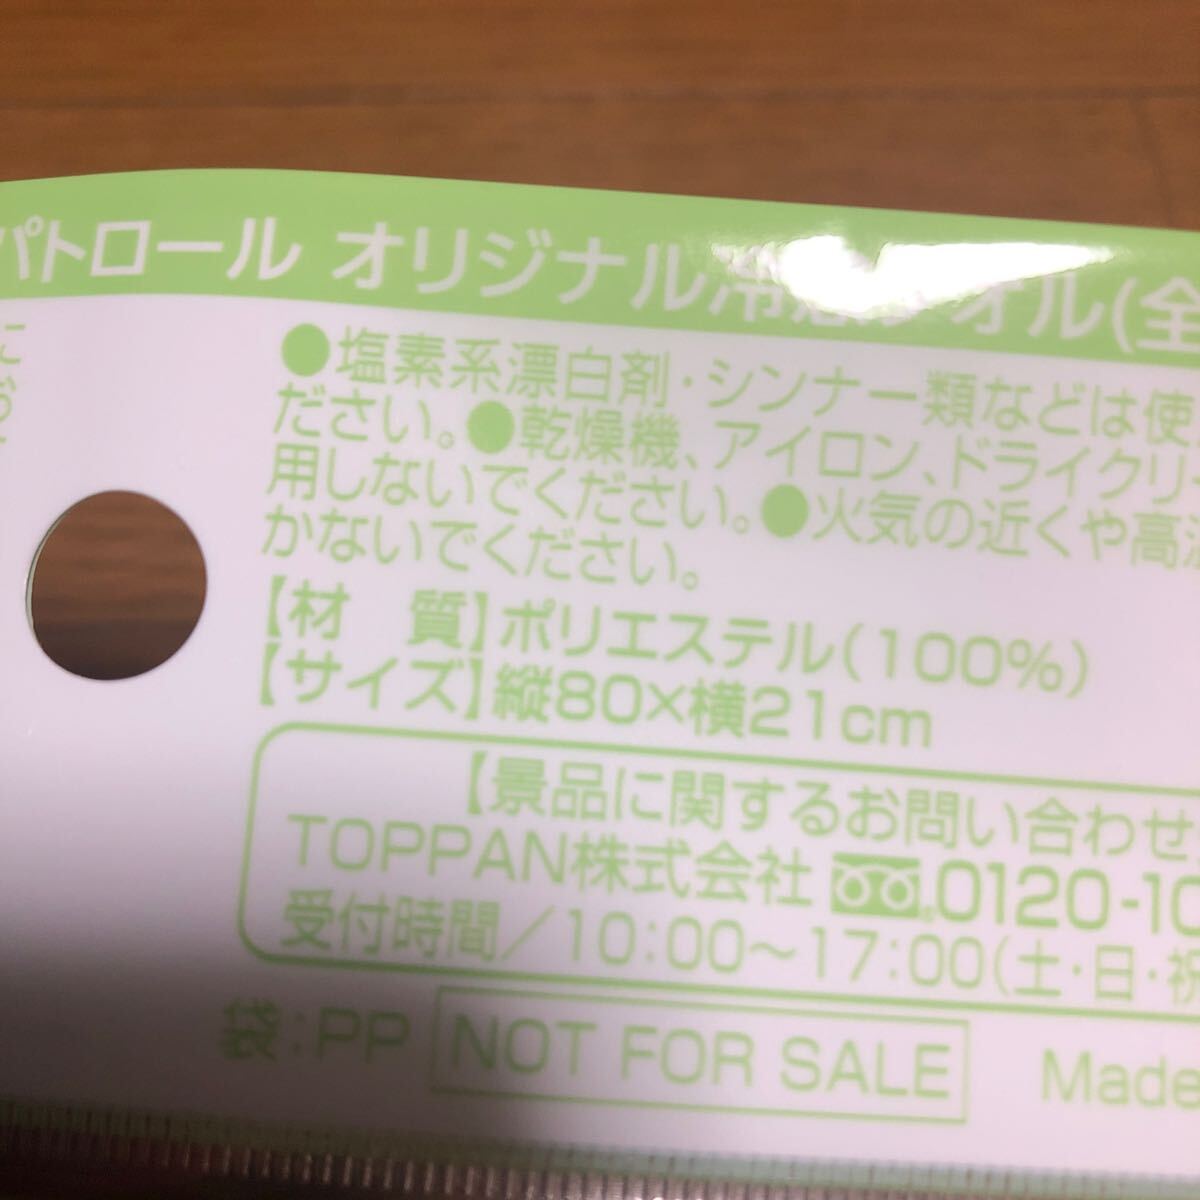 パトロール オリジナル冷感タオル(全
におい
●塩素系漂白剤・シンナー類などは使
ださい。●乾燥機、アイロン、ドライクリー
用しないでください。●火気の近くや高温
かないでください。
【材 質】ポリエステル(100%)
【サイズ】縦80×横21cm
【景品に関するお問い合わせ
TOPPAN株式会社 0120-10
受付時間/10:00～17:00(土・日・祝
袋:PP NOT FOR SALE Made